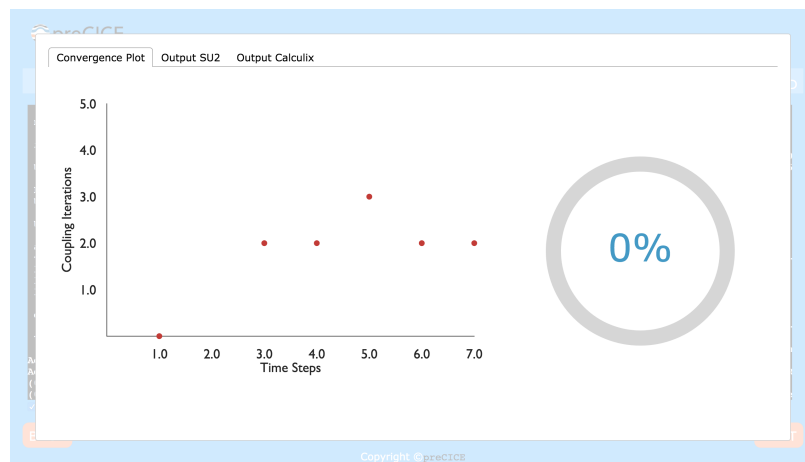 preCICE
Convergence Plot Output SU2 Output Calculix
5.0
4.0
3.0
2.0
1.0
Coupling Iterations
1.0 2.0 3.0 4.0 5.0 6.0 7.0
Time Steps
0%
Copyright ©preCICE